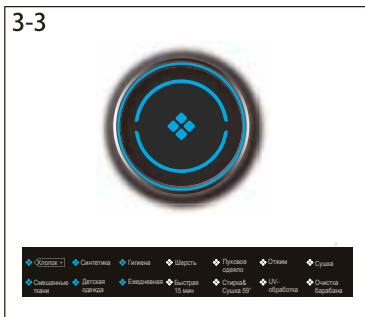 3-3
Хлопок + Синтетика Гигиена Шерсть Пуховое одеяло Отжим Сушка
Смешанные ткани Детская одежда Ежедневная Быстрая 15 мин Стирка& Сушка 59' UV-обработка Очистка барабана